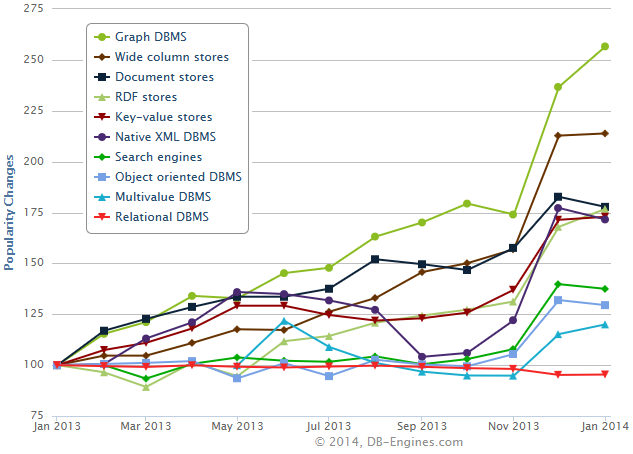 275
250
225
200
175
150
125
100
75
Popularity Changes
Graph DBMS
Wide column stores
Document stores
RDF stores
Key-value stores
Native XML DBMS
Search engines
Object oriented DBMS
Multivalue DBMS
Relational DBMS
Jan 2013
Mar 2013
May 2013
Jul 2013
Sep 2013
Nov 2013
Jan 2014
© 2014, DB-Engines.com